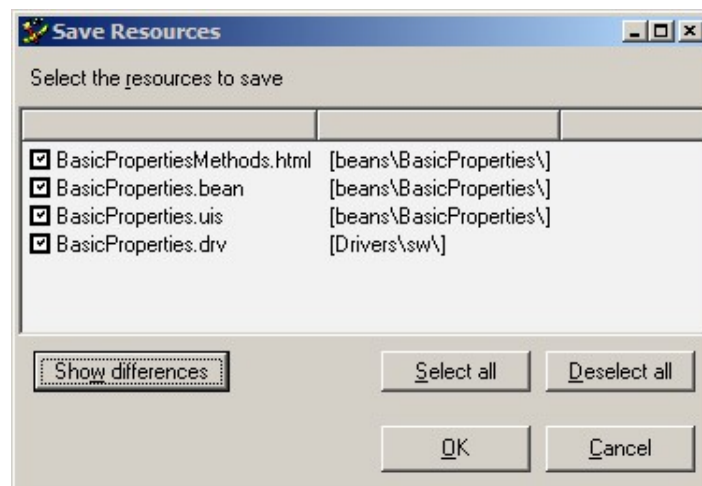 Save Resources
Select the resources to save
BasicPropertiesMethods.html [beans\BasicProperties\]
BasicProperties.bean [beans\BasicProperties\]
BasicProperties.uis [beans\BasicProperties\]
BasicProperties.drv [Drivers\sw\]
Show differences Select all Deselect all
OK Cancel